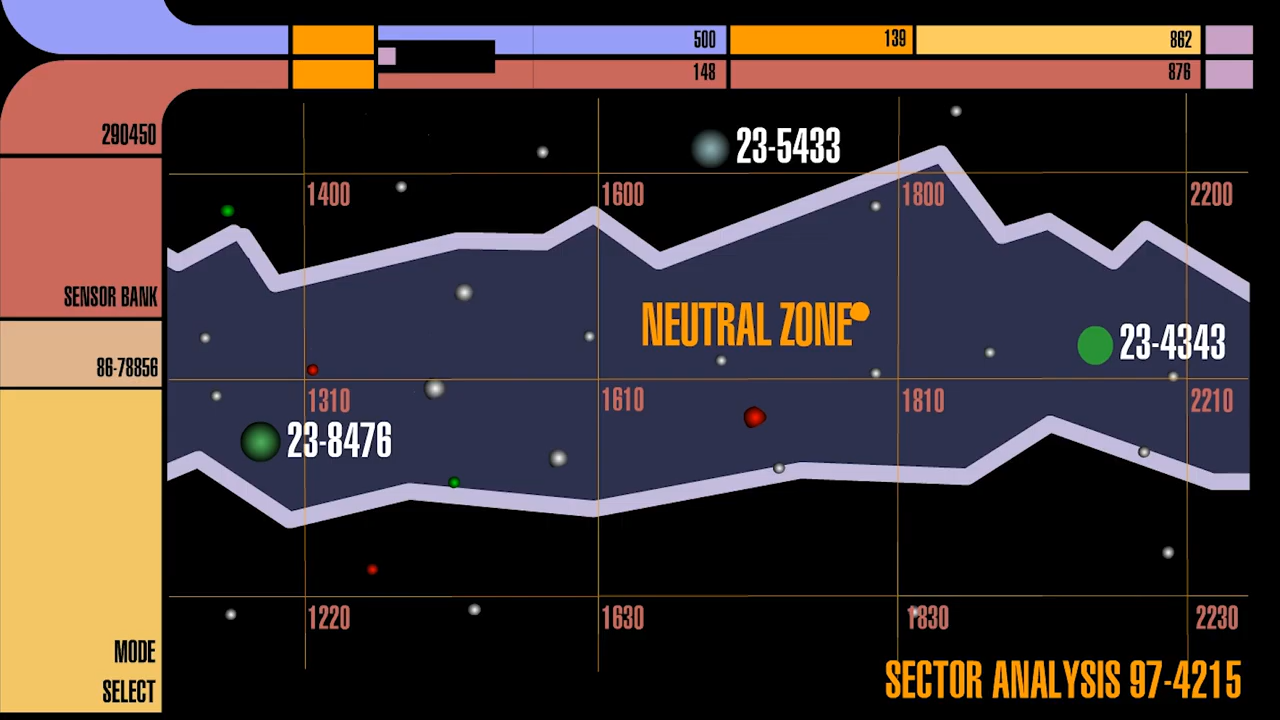 500 139 862
148 876
290450
23-5433
1400 1600 1800 2200
SENSOR BANK
NEUTRAL ZONE
23-4343
86-78856
1310 1610 1810 2210
23-8476
1220 1630 1830 2230
MODE
SELECT
SECTOR ANALYSIS 97-4215